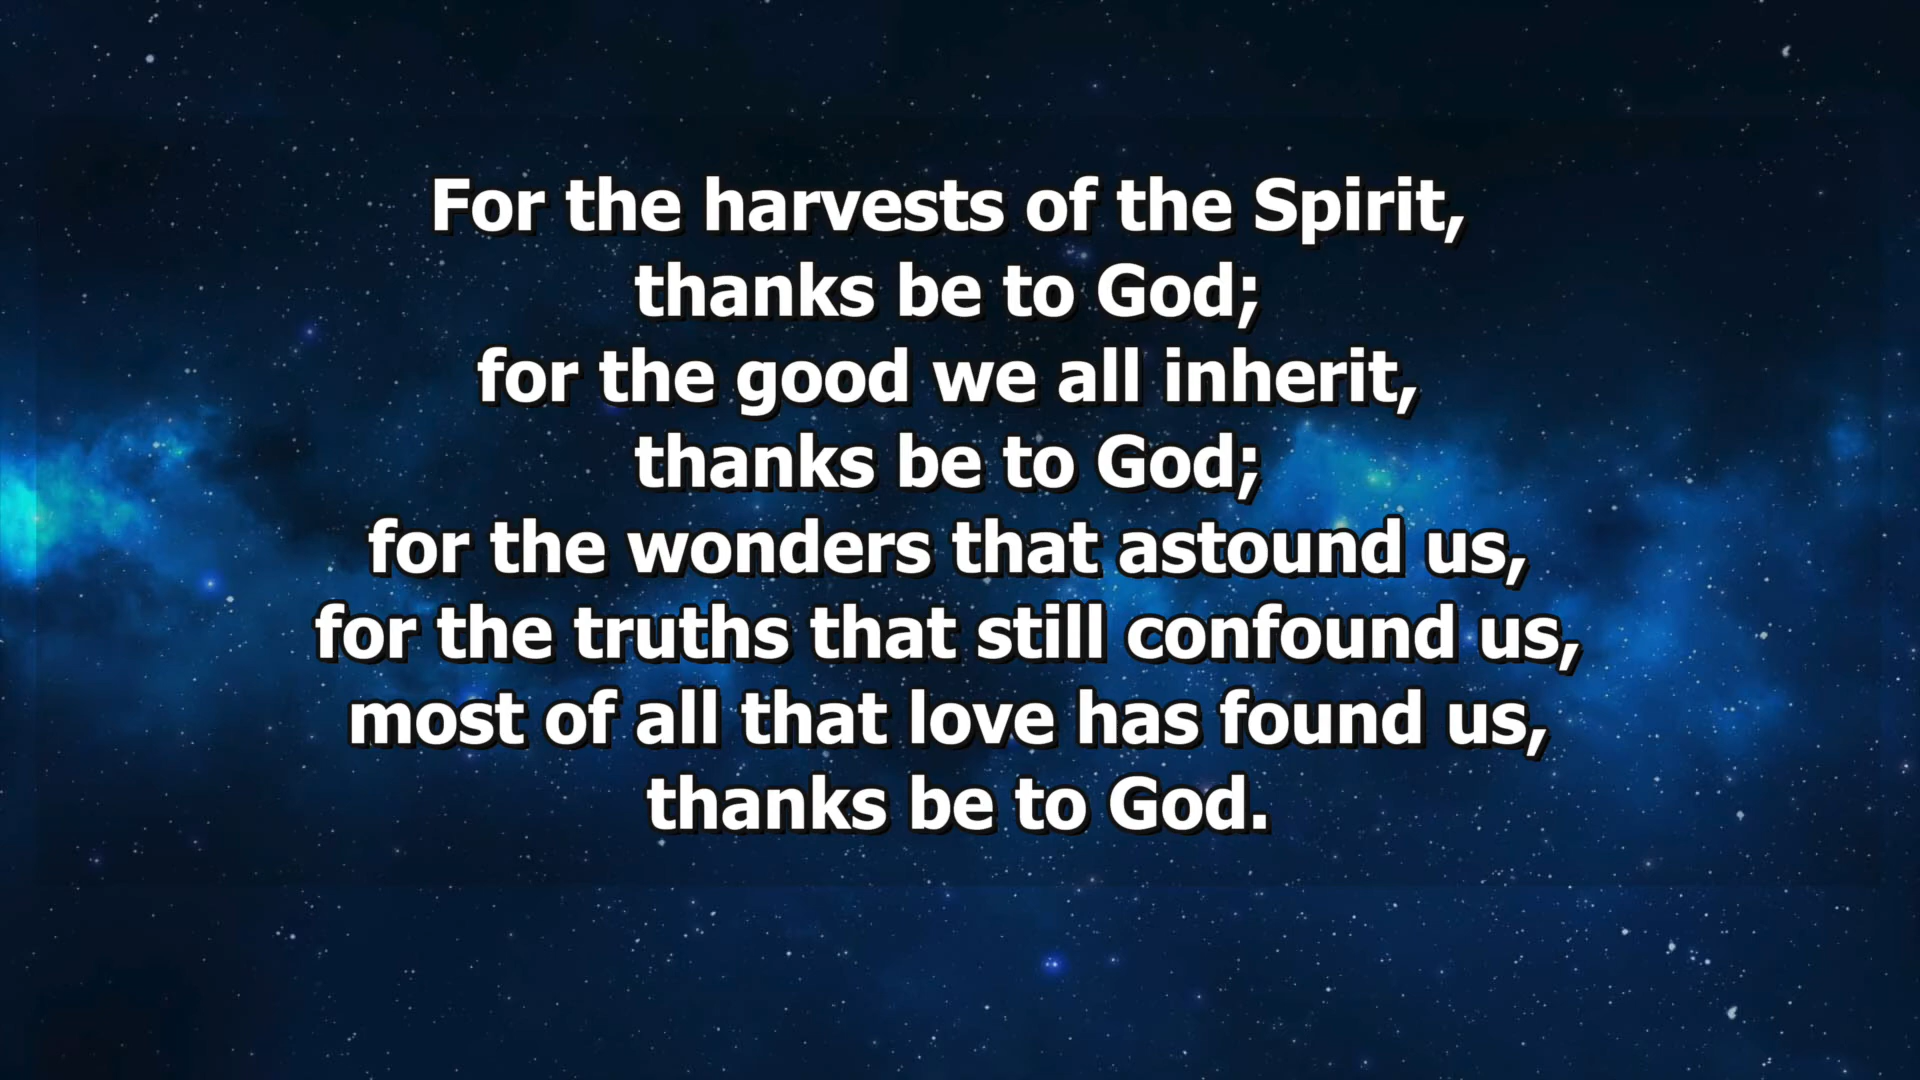 For the harvests of the Spirit,
thanks be to God;
for the good we all inherit,
thanks be to God;
for the wonders that astound us,
for the truths that still confound us,
most of all that love has found us,
thanks be to God.